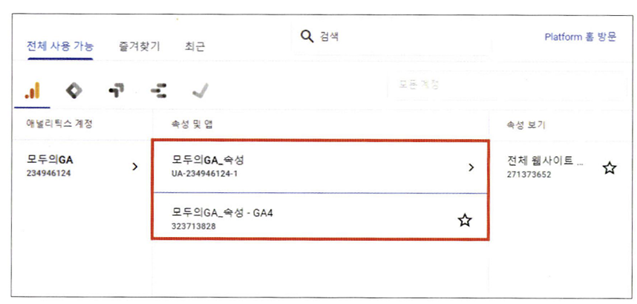 전체 사용 가능 즐겨찾기 최근 검색 Platform 홈 방문
모든 계정
애널리틱스 계정 속성 및 앱 속성 보기
모두의GA 모두의GA_속성 전체 웹사이트 ...
234946124 UA-234946124-1 271373652
모두의GA_속성 - GA4
323713828